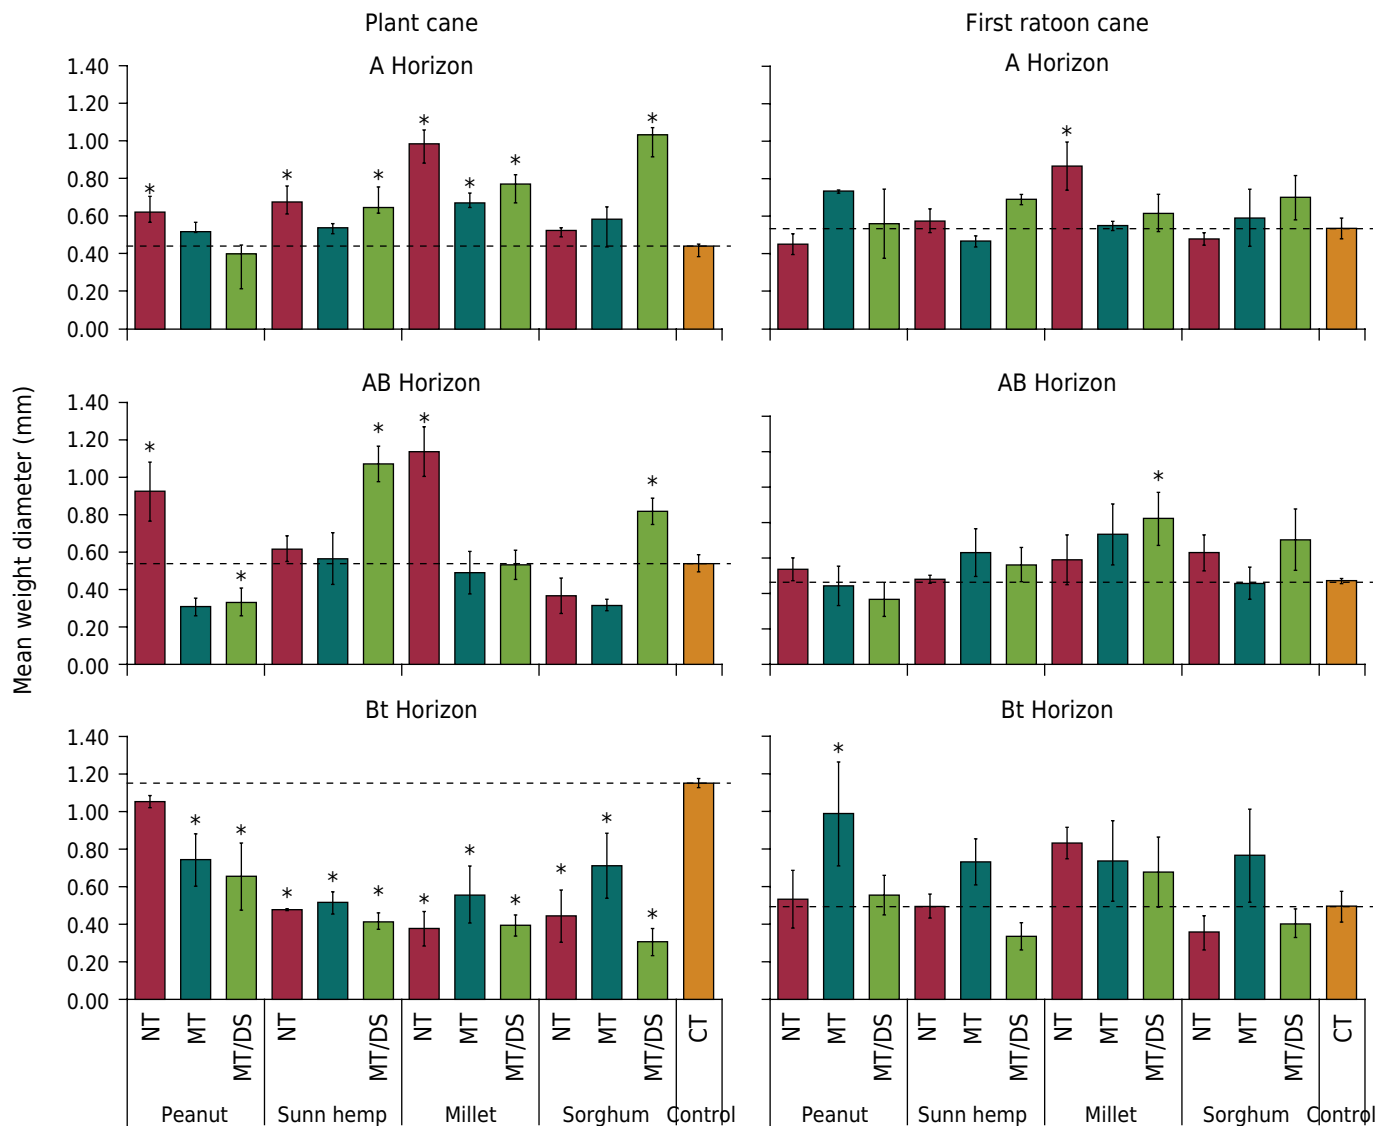 Plant cane
First ratoon cane
A Horizon
A Horizon
1.40
1.20
1.00
0.80
0.60
0.40
0.20
0.00
* * * * * * * *
*
Mean weight diameter (mm)
AB Horizon
AB Horizon
1.40
1.20
1.00
0.80
0.60
0.40
0.20
0.00
* * * * *
*
Bt Horizon
Bt Horizon
1.40
1.20
1.00
0.80
0.60
0.40
0.20
0.00
* * * * * * * * * * *
*
NT MT MT/DS NT MT/DS NT MT MT/DS NT MT MT/DS CT
NT MT MT/DS NT MT MT/DS NT MT MT/DS NT MT MT/DS CT
Peanut Sunn hemp Millet Sorghum Control
Peanut Sunn hemp Millet Sorghum Control